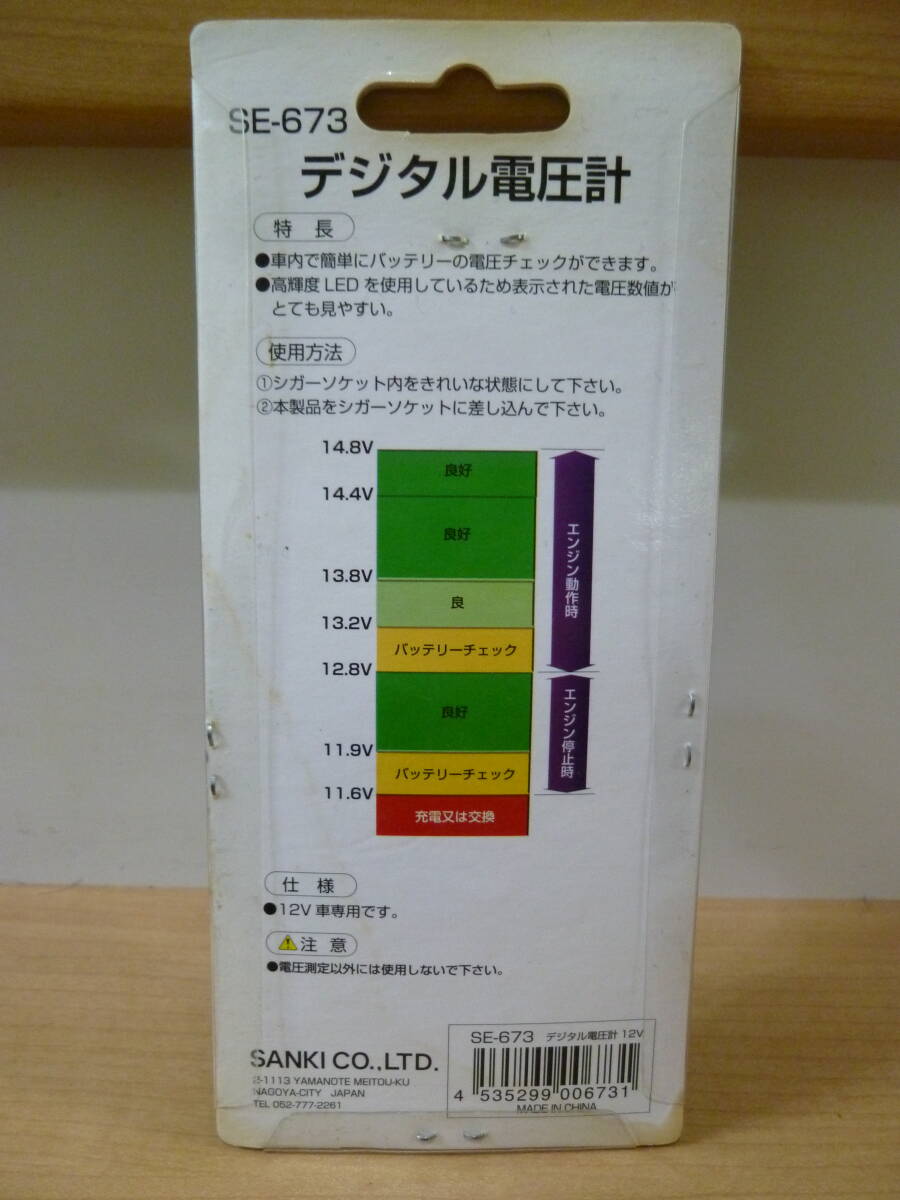 SE-673
デジタル電圧計
特 長
●車内で簡単にバッテリーの電圧チェックができます。
●高輝度 LED を使用しているため表示された電圧数値が
とても見やすい。
使用方法
①シガーソケット内をきれいな状態にして下さい。
②本製品をシガーソケットに差し込んで下さい。
14.8V
良好
14.4V
良好
13.8V
良
13.2V
バッテリーチェック
12.8V
エンジン動作時
良好
11.9V
バッテリーチェック
11.6V
エンジン停止時
充電又は交換
仕 様
●12V 車専用です。
注 意
●電圧測定以外には使用しないで下さい。
SE-673 デジタル電圧計 12V
4 535299 006731
MADE IN CHINA
SANKI CO.,LTD.
2-1113 YAMANOTE MEITOU-KU
NAGOYA-CITY JAPAN
TEL 052-777-2261